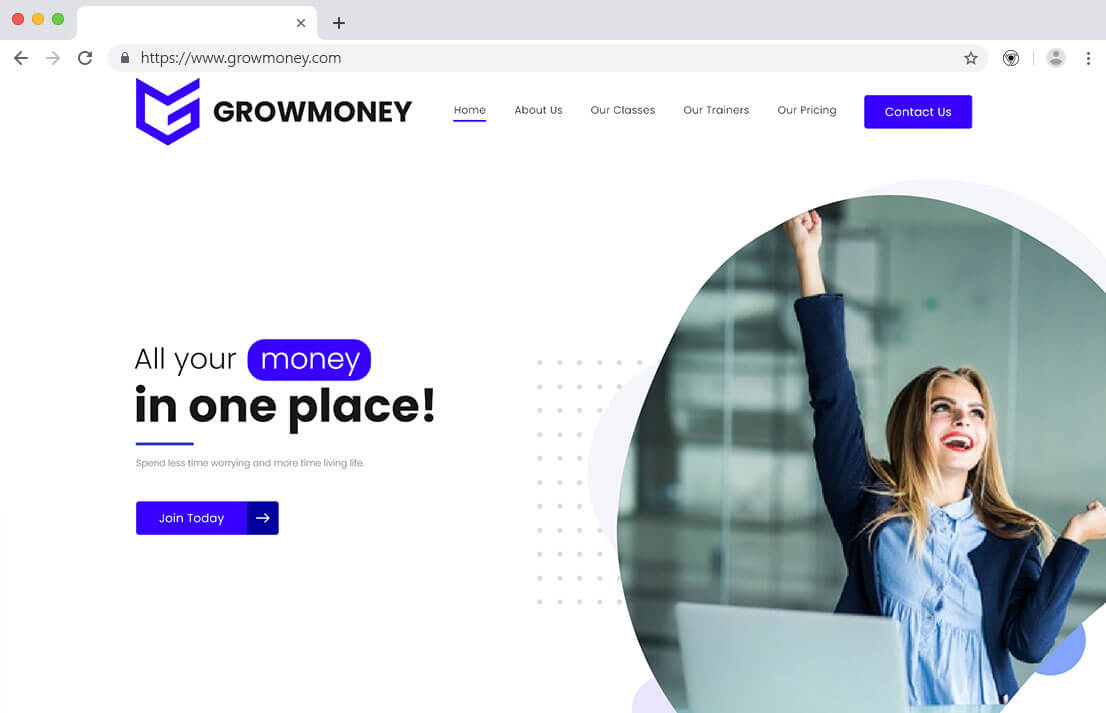 https://www.growmoney.com
GROWMONEY
Home About Us Our Classes Our Trainers Our Pricing Contact Us
All your money
in one place!
Spend less time worrying and more time living life.
Join Today